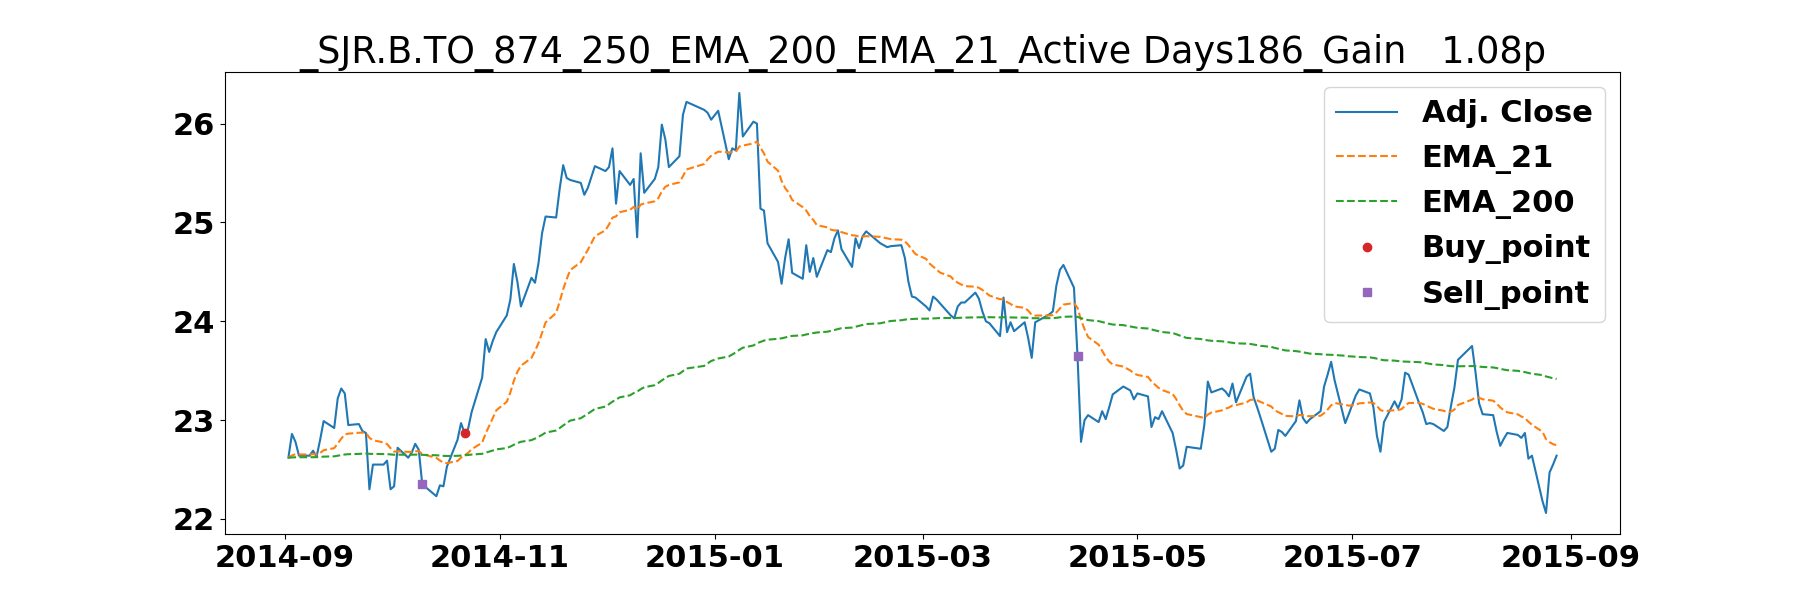 _SJR.B.TO_874_250_EMA_200_EMA_21_Active Days186_Gain   1.08p
Adj. Close
EMA_21
EMA_200
Buy_point
Sell_point
26
25
24
23
22
2014-09 2014-11 2015-01 2015-03 2015-05 2015-07 2015-09